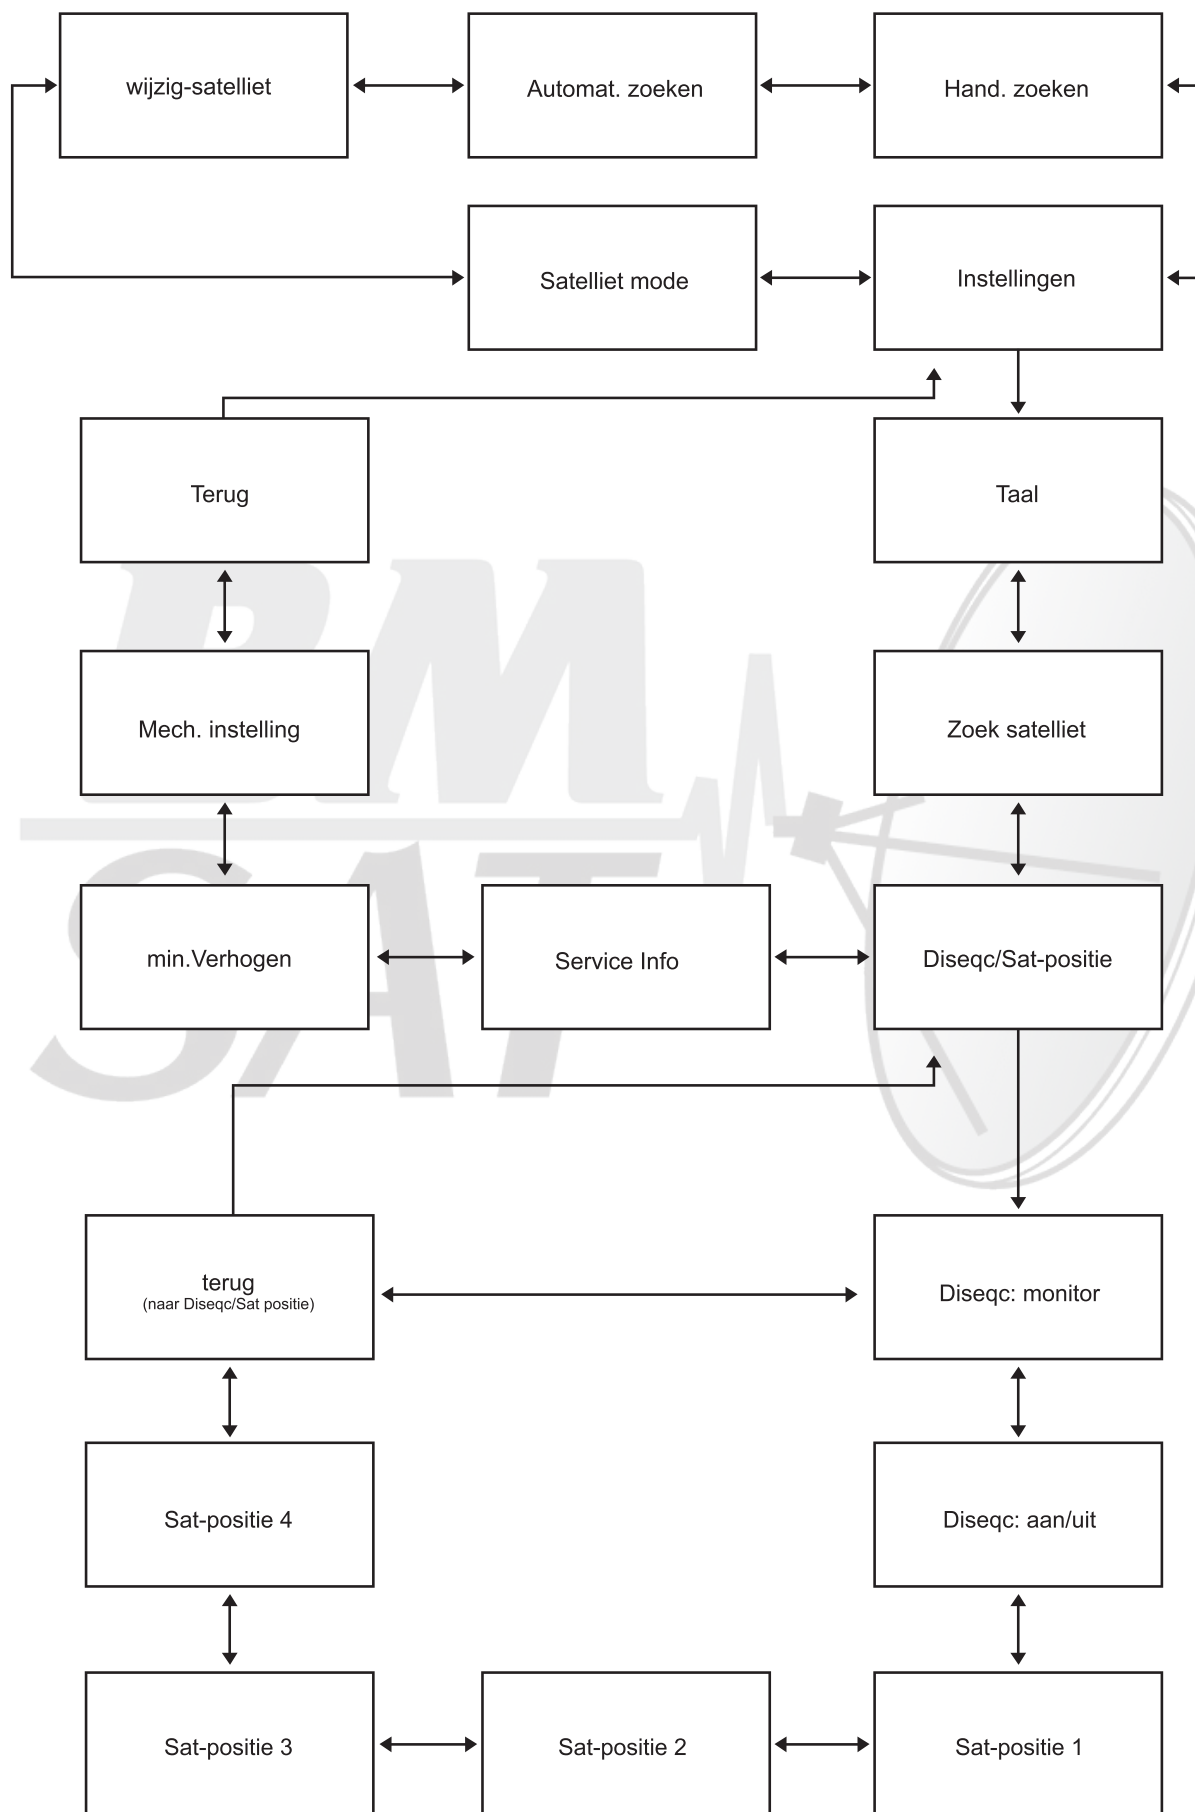 wijzig-satelliet
Automat. zoeken
Hand. zoeken
Satelliet mode
Instellingen
Terug
Taal
Mech. instelling
Zoek satelliet
min.Verhogen
Service Info
Diseqc/Sat-positie
terug
(naar Diseqc/Sat positie)
Diseqc: monitor
Sat-positie 4
Diseqc: aan/uit
Sat-positie 3
Sat-positie 2
Sat-positie 1
BM
SAT